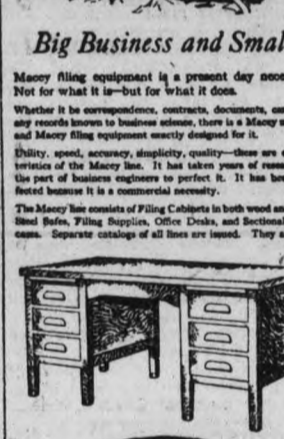 Big Business and Smal
Macey filing equipment is a present day nece
Not for what it is—but for what it does.
Whether it be correspondence, contracts, documents, can
any records known to business science, there is a Macey s
and Macey filing equipment exactly designed for it.
Utility, speed, accuracy, simplicity, quality—these are c
teristics of the Macey line. It has taken years of resea
the part of business engineers to perfect it. It has bee
fected because it is a commercial necessity.
The Macey line consists of Filing Cabinets in both wood an
Steel Safes, Filing Supplies, Office Desks, and Sectional
cases. Separate catalogs of all lines are issued. They a